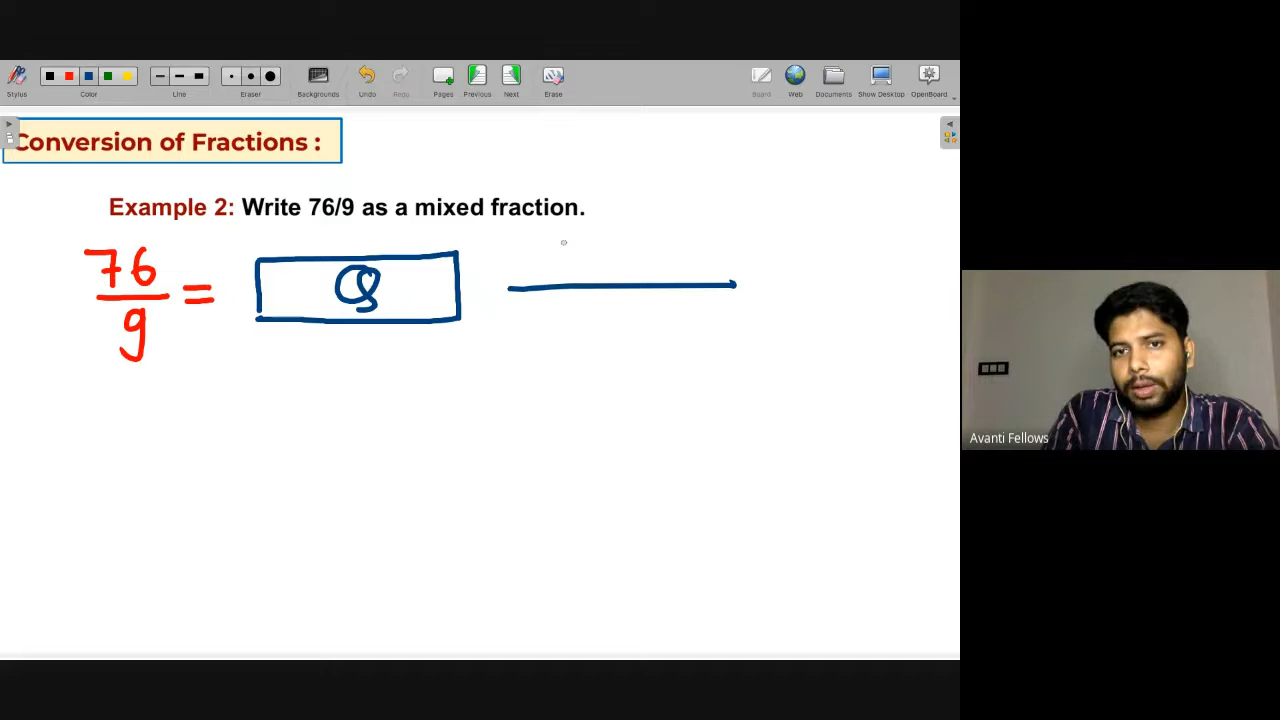 Stylus Color Line Eraser Backgrounds Undo Redo Pages Previous Next Erase Board Web Documents Show Desktop OpenBoard
Conversion of Fractions :
Example 2: Write 76/9 as a mixed fraction.
76
9
=
Q
Avanti Fellows